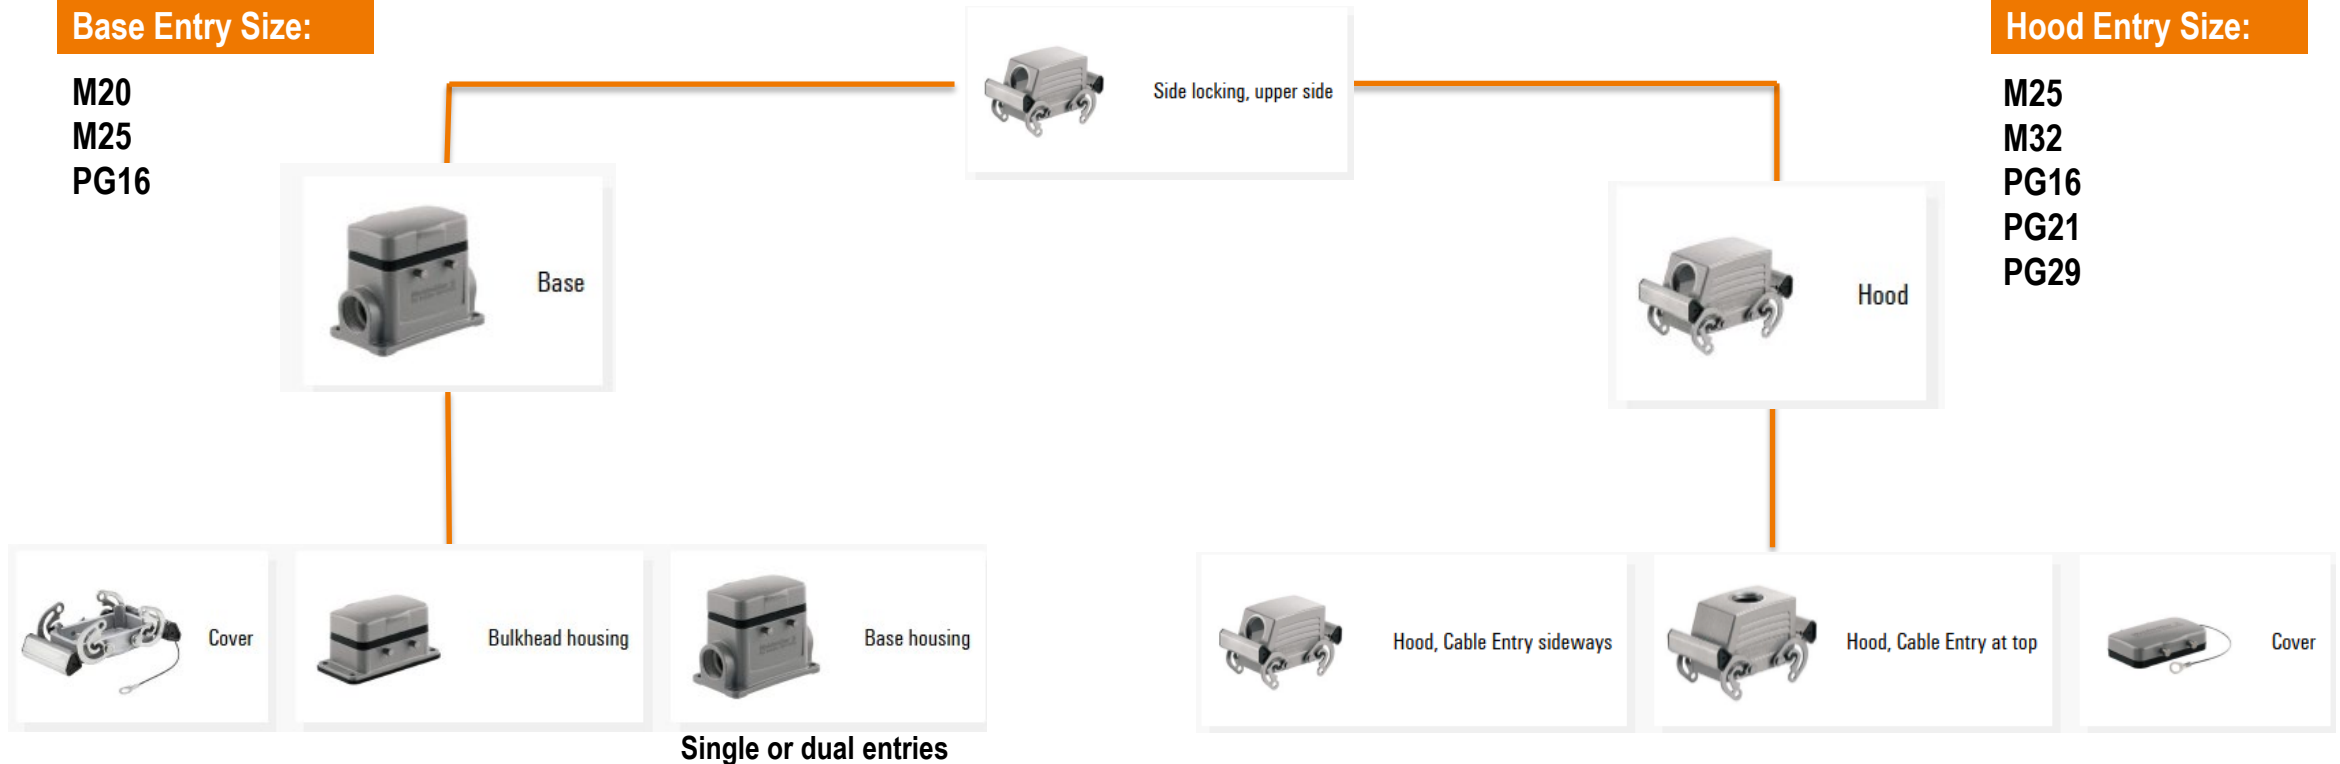 Base Entry Size:
M20
M25
PG16
Side locking, upper side
Hood Entry Size:
M25
M32
PG16
PG21
PG29
Base
Hood
Cover
Bulkhead housing
Base housing
Single or dual entries
Hood, Cable Entry sideways
Hood, Cable Entry at top
Cover